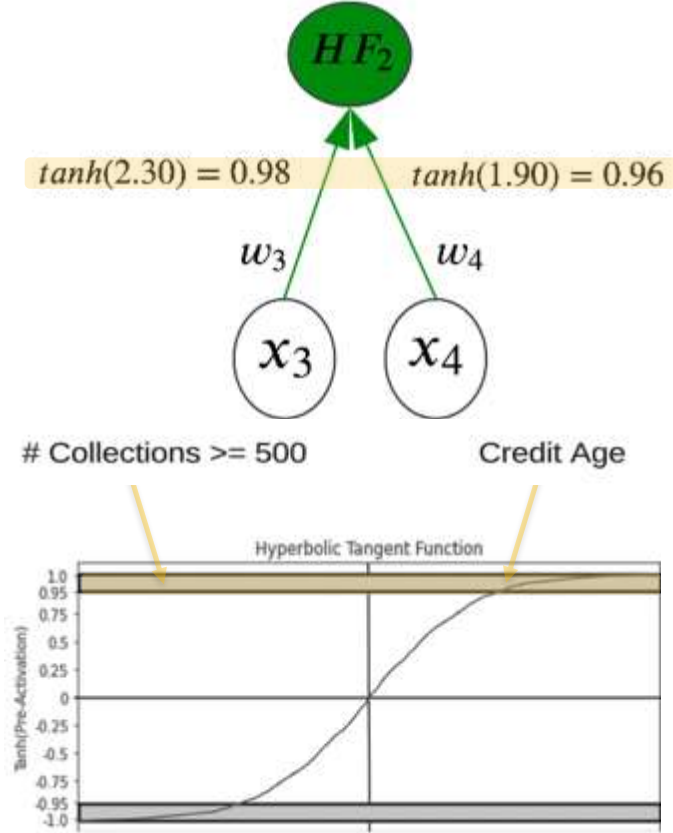 HF₂
tanh(2.30) = 0.98 tanh(1.90) = 0.96
w₃ w₄
x₃ x₄
# Collections >= 500 Credit Age
Hyperbolic Tangent Function
Tanh(Pre-Activation)
1.0
0.95
0.75
0.5
0.25
0
-0.25
-0.5
-0.75
-0.95
-1.0